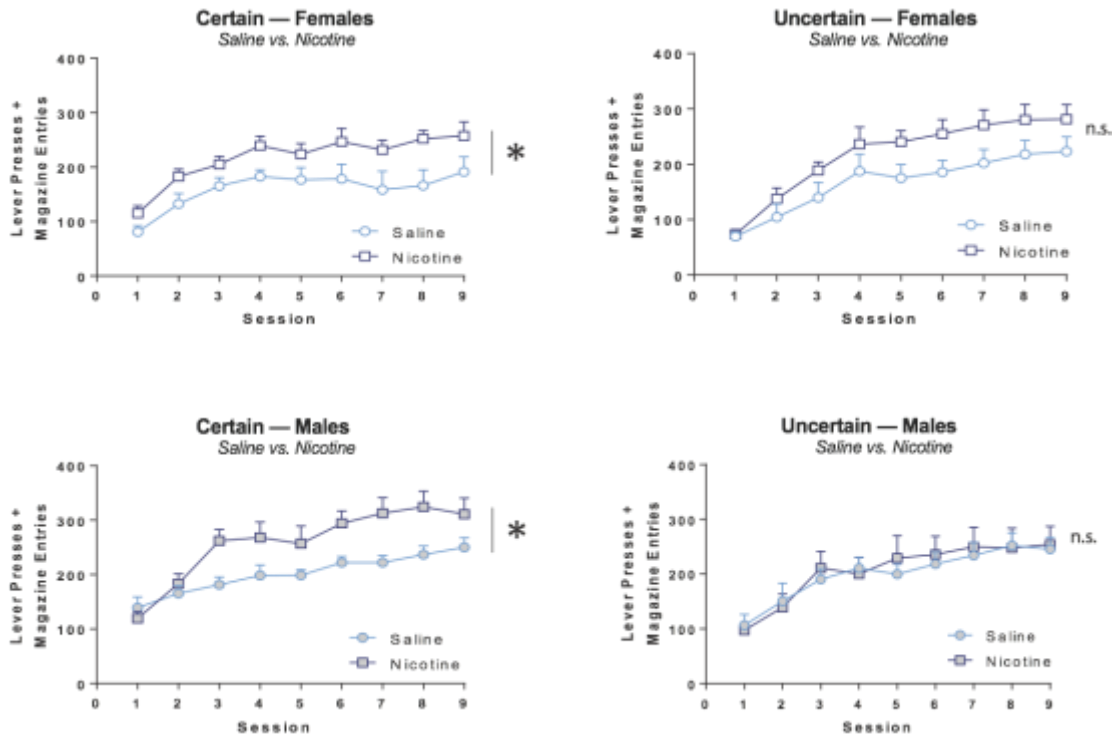 Certain — Females
Saline vs. Nicotine
Lever Presses +
Magazine Entries
400
300
200
100
0
0 1 2 3 4 5 6 7 8 9
Session
Saline
Nicotine
*
Uncertain — Females
Saline vs. Nicotine
Lever Presses +
Magazine Entries
400
300
200
100
0
0 1 2 3 4 5 6 7 8 9
Session
Saline
Nicotine
n.s.
Certain — Males
Saline vs. Nicotine
Lever Presses +
Magazine Entries
400
300
200
100
0
0 1 2 3 4 5 6 7 8 9
Session
Saline
Nicotine
*
Uncertain — Males
Saline vs. Nicotine
Lever Presses +
Magazine Entries
400
300
200
100
0
0 1 2 3 4 5 6 7 8 9
Session
Saline
Nicotine
n.s.